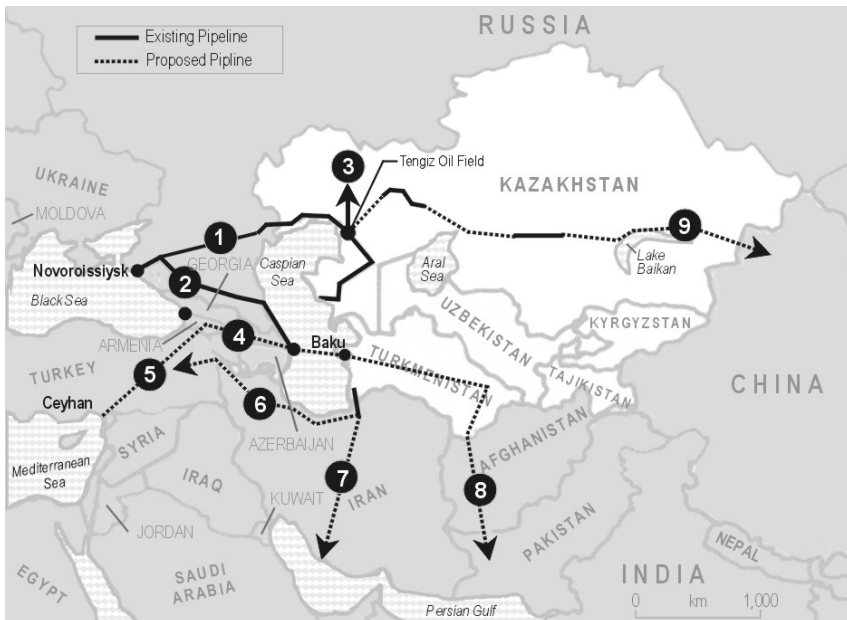 RUSSIA
Existing Pipeline
Proposed Pipline
3
Tengiz Oil Field
UKRAINE
KAZAKHSTAN
MOLDOVA
1
9
Novoroissiysk
GEORGIA
Caspian
Sea
Aral
Sea
Lake
Baikan
Black Sea
2
UZBEKISTAN
KYRGYZSTAN
ARMENIA
4
Baku
TURKEY
5
TURKMENISTAN
TAJIKISTAN
CHINA
Ceyhan
6
AZERBAIJAN
SYRIA
AFGHANISTAN
Mediterranean
Sea
IRAQ
7
IRAN
8
KUWAIT
JORDAN
PAKISTAN
NEPAL
EGYPT
SAUDI
ARABIA
INDIA
Persian Gulf
0 km 1,000